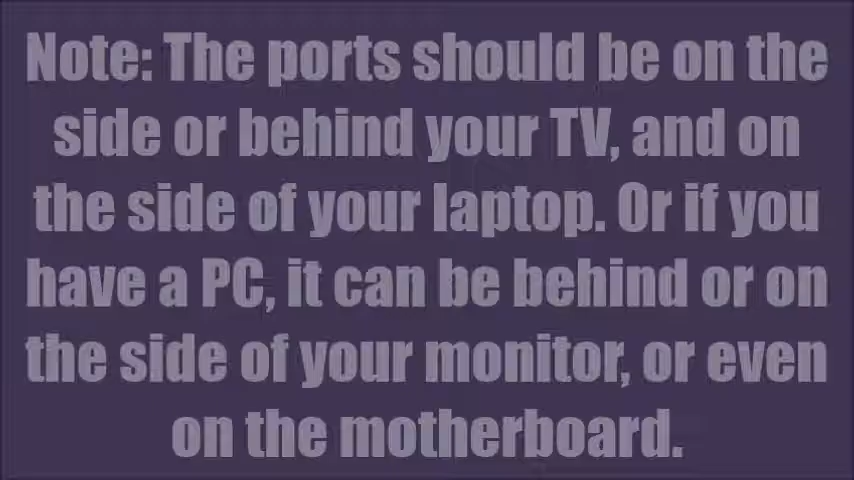 Note: The ports should be on the
side or behind your TV, and on
the side of your laptop. Or if you
have a PC, it can be behind or on
the side of your monitor, or even
on the motherboard.